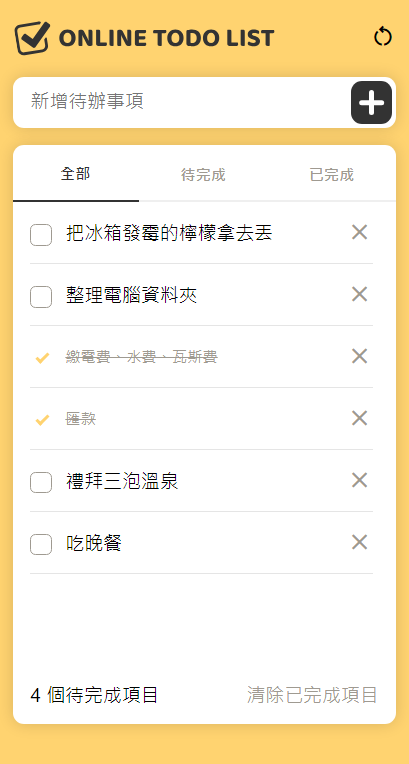 ONLINE TODO LIST
新增待辦事項
全部 待完成 已完成
把冰箱發霉的檸檬拿去丟
整理電腦資料夾
繳電費、水費、瓦斯費
匯款
禮拜三泡溫泉
吃晚餐
4 個待完成項目 清除已完成項目